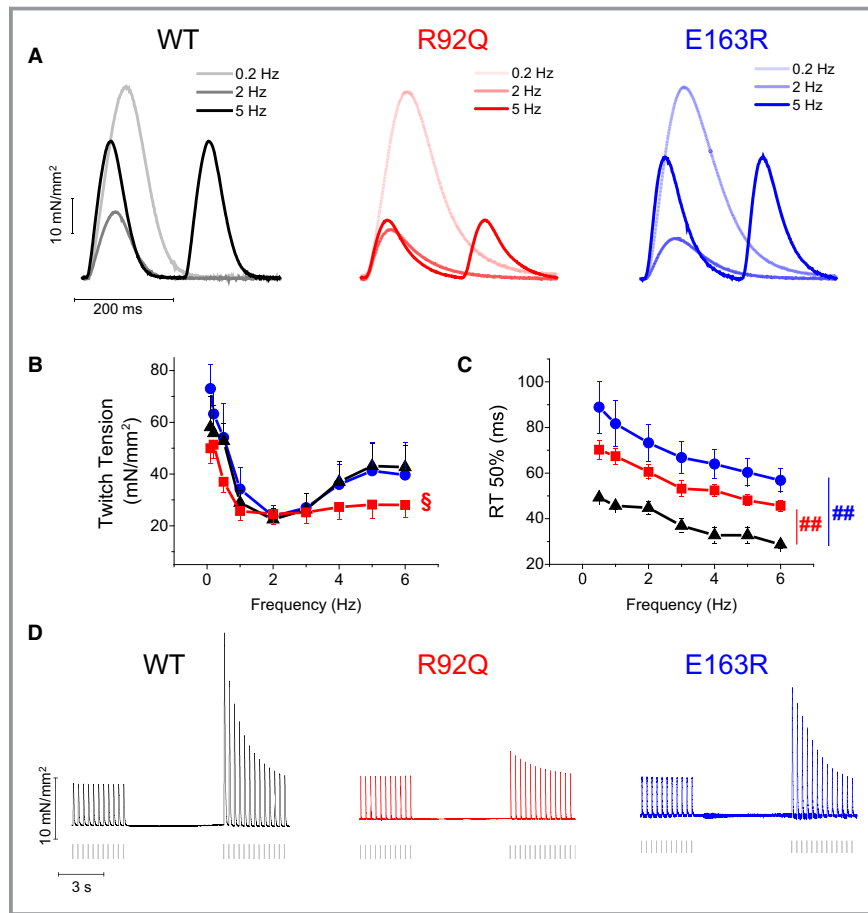 WT R92Q E163R
A
0.2 Hz
2 Hz
5 Hz
0.2 Hz
2 Hz
5 Hz
0.2 Hz
2 Hz
5 Hz
10 mN/mm²
200 ms
B
Twitch Tension
(mN/mm²)
80
60
40
20
0 2 4 6
Frequency (Hz)
§
C
RT 50% (ms)
100
80
60
40
20
0 2 4 6
Frequency (Hz)
## ##
D
WT R92Q E163R
10 mN/mm²
3 s